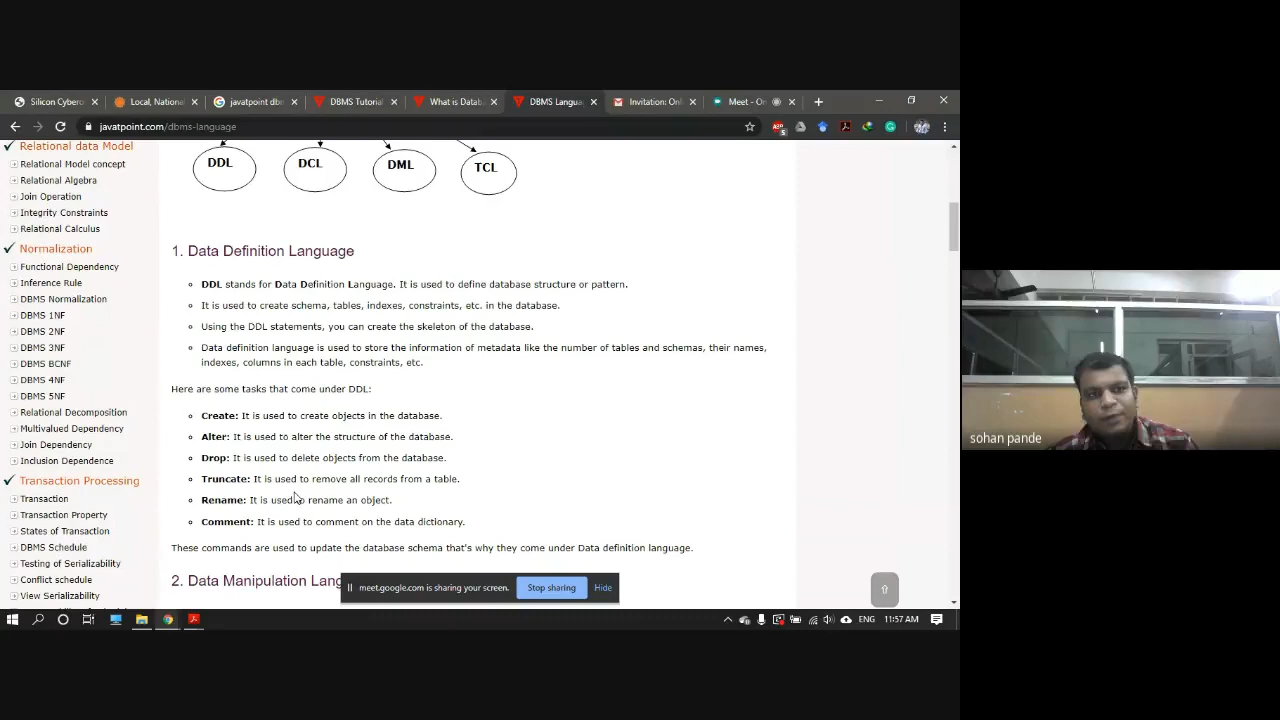 Silicon Cyberc
Local, National
javatpoint dbm
DBMS Tutorial
What is Datab
DBMS Langua
Invitation: Onl
Meet - On
javatpoint.com/dbms-language
Relational data Model
Relational Model concept
Relational Algebra
Join Operation
Integrity Constraints
Relational Calculus
Normalization
Functional Dependency
Inference Rule
DBMS Normalization
DBMS 1NF
DBMS 2NF
DBMS 3NF
DBMS BCNF
DBMS 4NF
DBMS 5NF
Relational Decomposition
Multivalued Dependency
Join Dependency
Inclusion Dependence
Transaction Processing
Transaction
Transaction Property
States of Transaction
DBMS Schedule
Testing of Serializability
Conflict schedule
View Serializability
DDL DCL DML TCL
1. Data Definition Language
DDL stands for Data Definition Language. It is used to define database structure or pattern.
It is used to create schema, tables, indexes, constraints, etc. in the database.
Using the DDL statements, you can create the skeleton of the database.
Data definition language is used to store the information of metadata like the number of tables and schemas, their names,
indexes, columns in each table, constraints, etc.
Here are some tasks that come under DDL:
Create: It is used to create objects in the database.
Alter: It is used to alter the structure of the database.
Drop: It is used to delete objects from the database.
Truncate: It is used to remove all records from a table.
Rename: It is used to rename an object.
Comment: It is used to comment on the data dictionary.
These commands are used to update the database schema that's why they come under Data definition language.
2. Data Manipulation Lang
meet.google.com is sharing your screen. Stop sharing Hide
ENG 11:57 AM
sohan pande